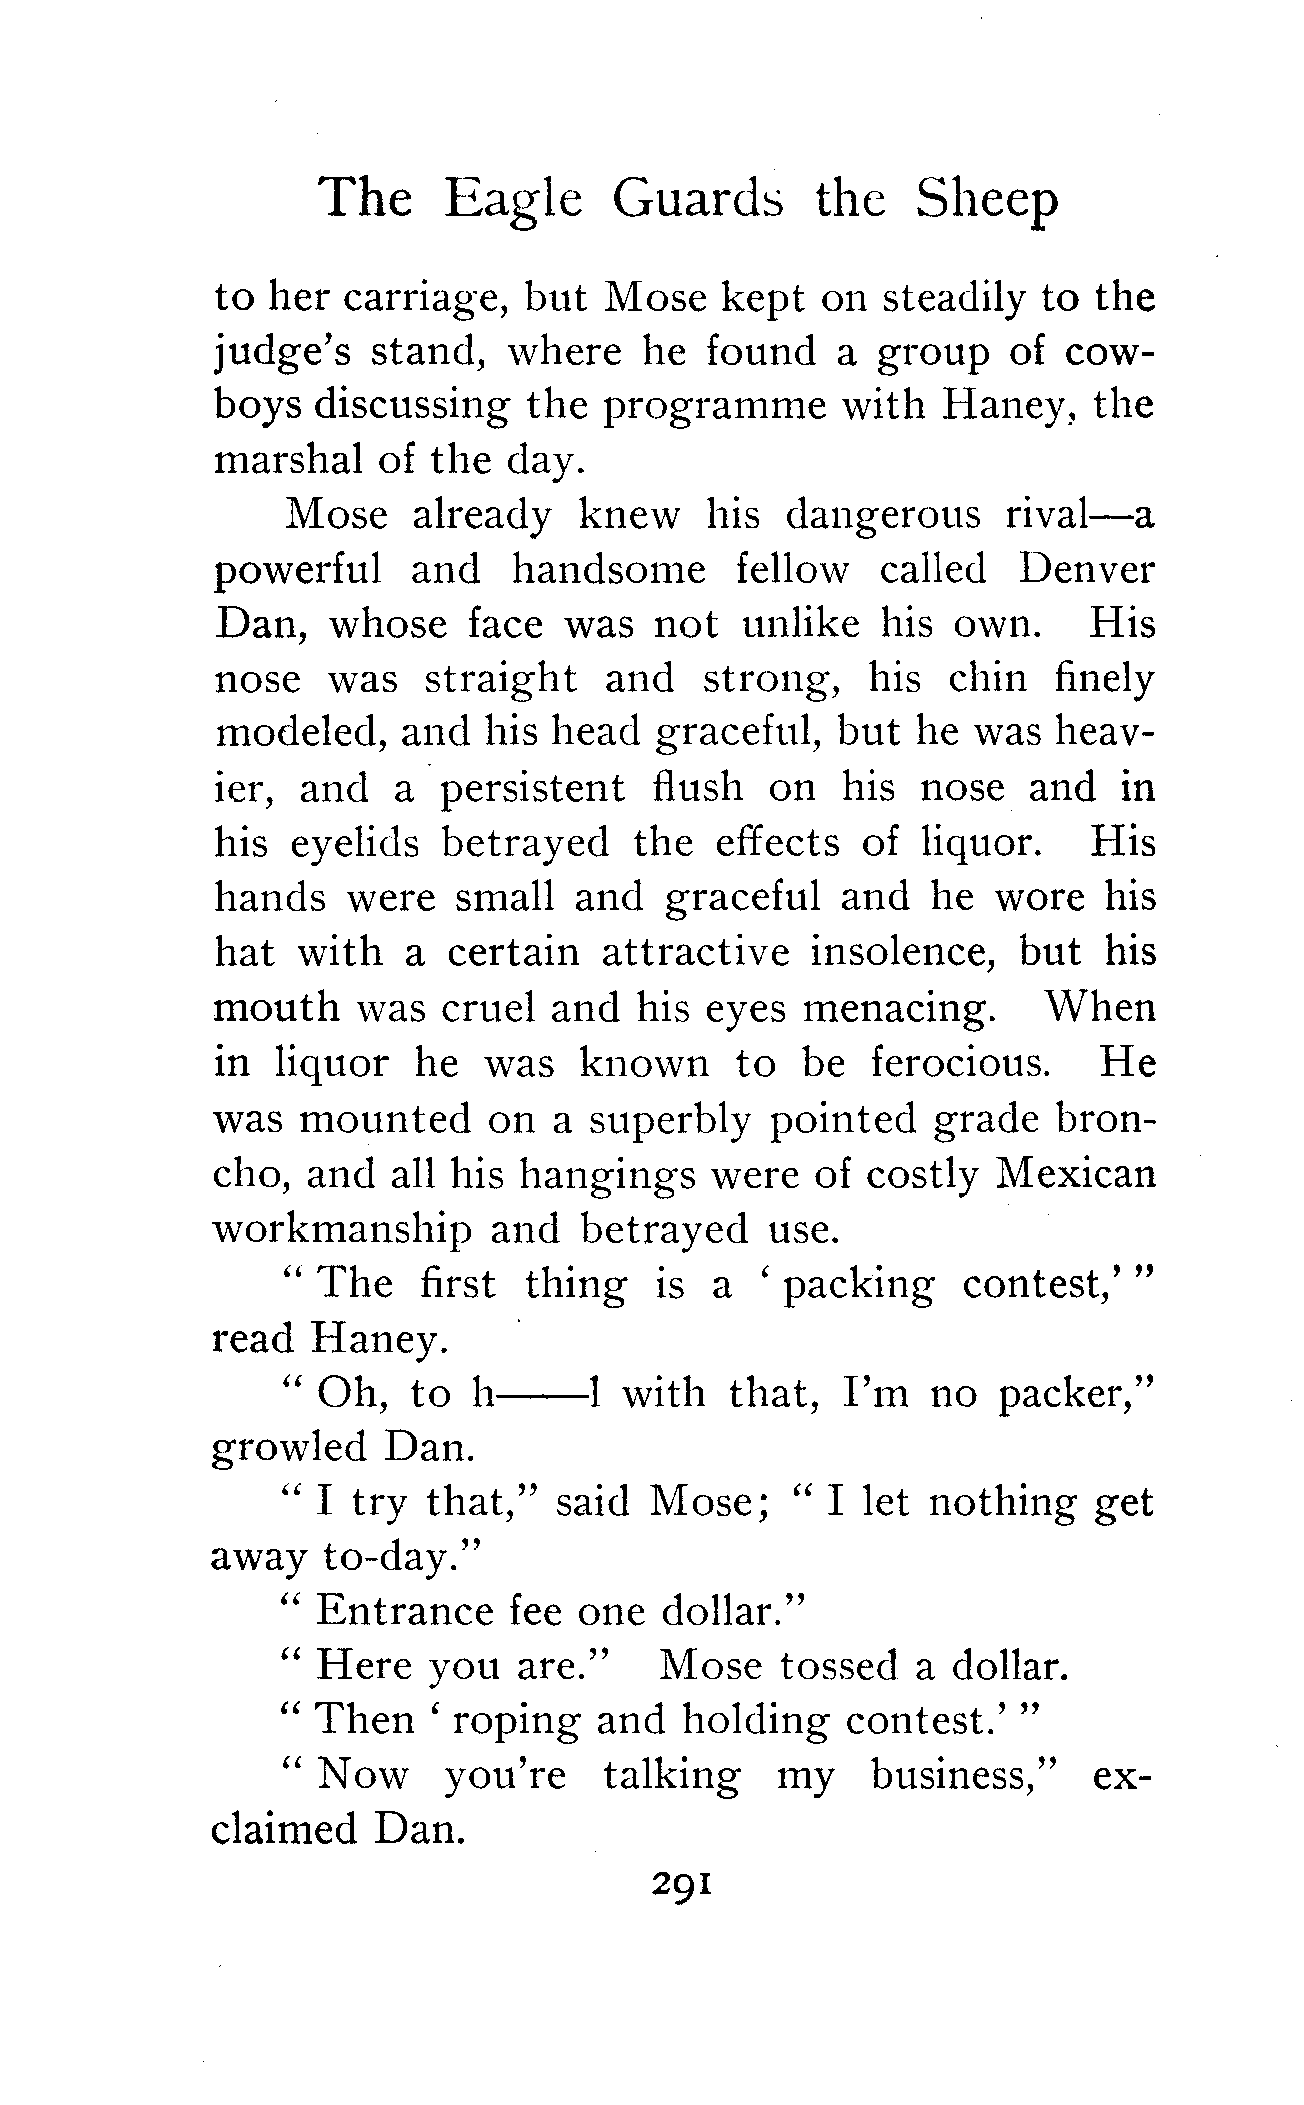 The Eagle Guards the Sheep
to her carriage, but Mose kept on steadily to the
judge's stand, where he found a group of cow-
boys discussing the programme with Haney, the
marshal of the day.
Mose already knew his dangerous rival—a
powerful and handsome fellow called Denver
Dan, whose face was not unlike his own. His
nose was straight and strong, his chin finely
modeled, and his head graceful, but he was heav-
ier, and a persistent flush on his nose and in
his eyelids betrayed the effects of liquor. His
hands were small and graceful and he wore his
hat with a certain attractive insolence, but his
mouth was cruel and his eyes menacing. When
in liquor he was known to be ferocious. He
was mounted on a superbly pointed grade bron-
cho, and all his hangings were of costly Mexican
workmanship and betrayed use.
“ The first thing is a ‘ packing contest,’ ”
read Haney.
“ Oh, to h——l with that, I’m no packer,”
growled Dan.
“ I try that,” said Mose; “ I let nothing get
away to-day.”
“ Entrance fee one dollar.”
“ Here you are.” Mose tossed a dollar.
“ Then ‘ roping and holding contest.’ ”
“ Now you’re talking my business,” ex-
claimed Dan.
291